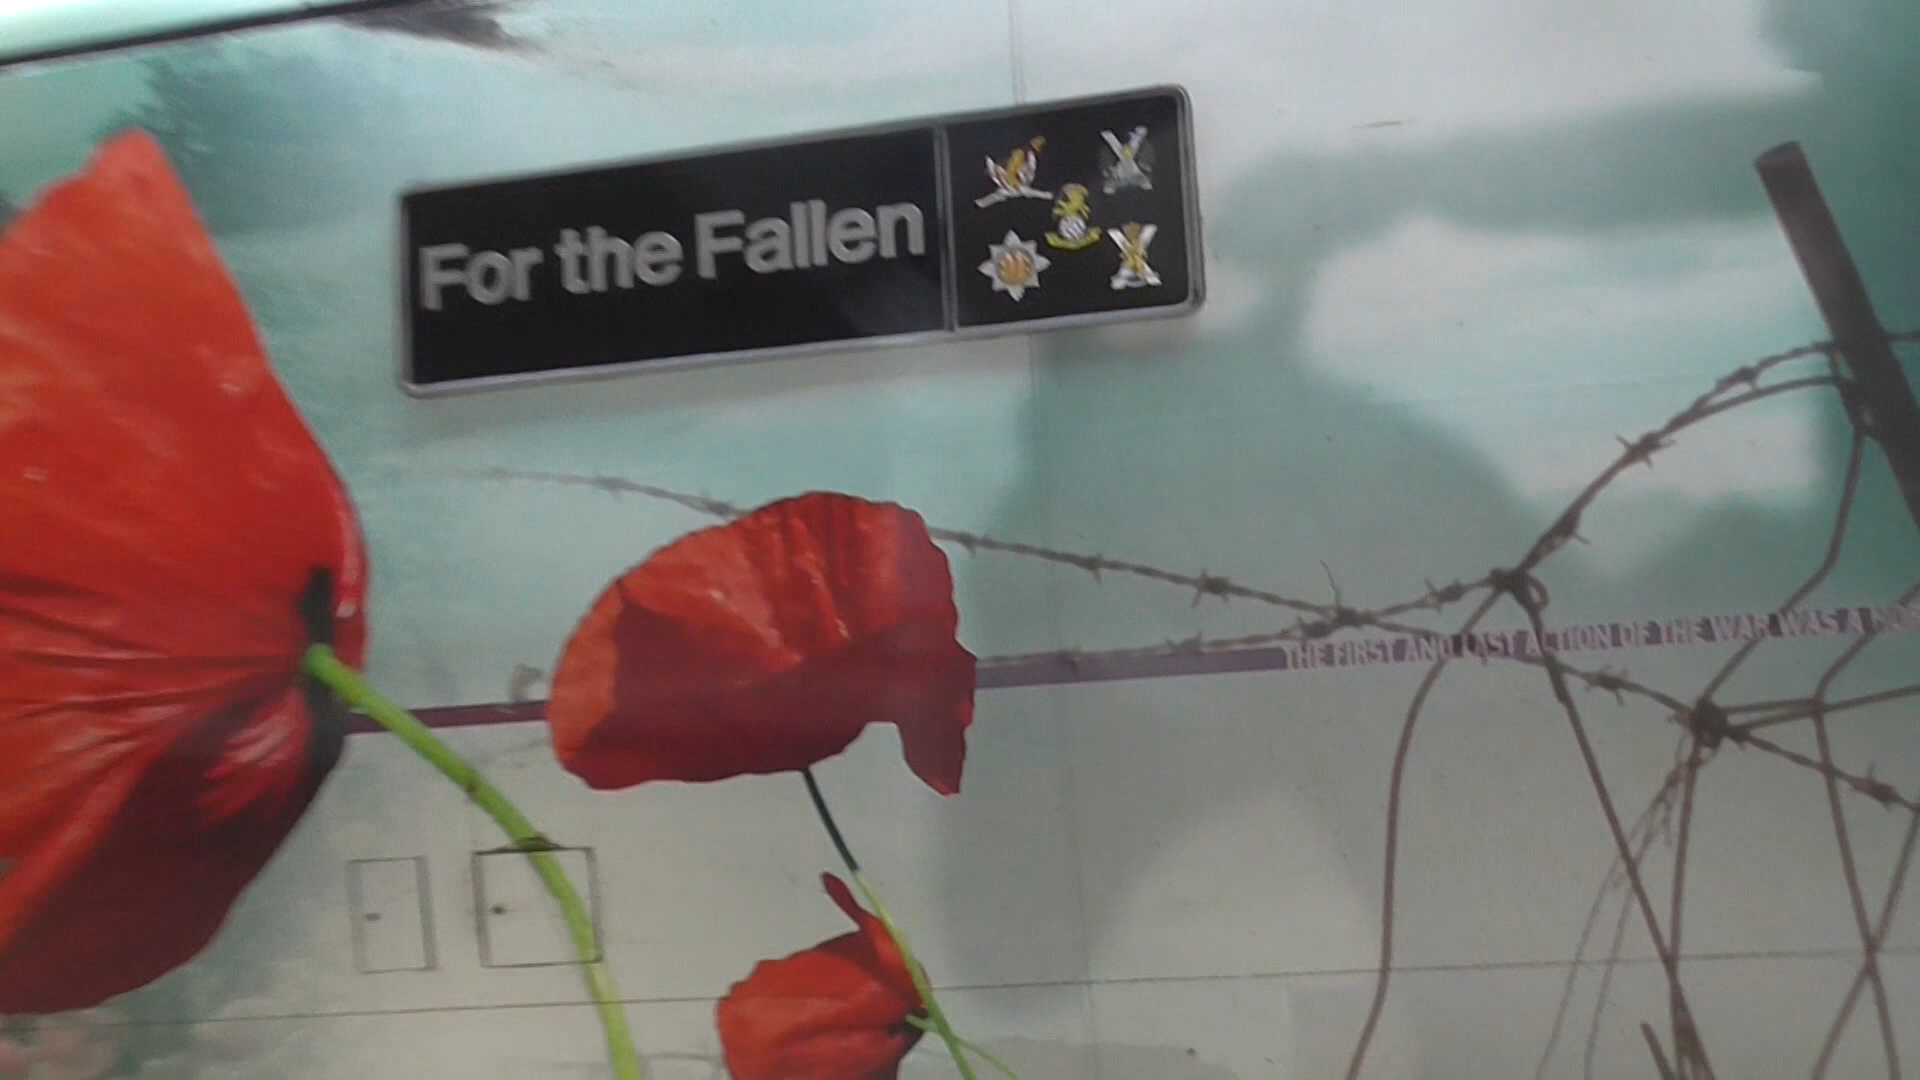 For the Fallen
THE FIRST AND LAST ACTION OF THE WAR WAS A